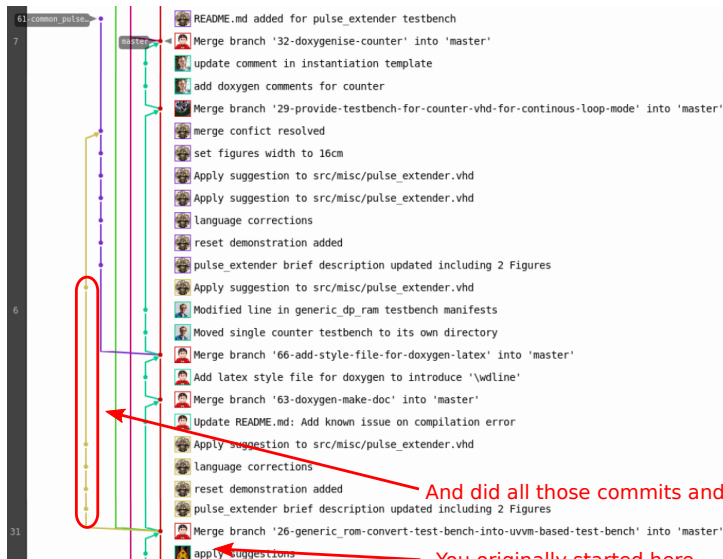 61-common_pulse…
README.md added for pulse_extender testbench
7
master
Merge branch '32-doxygenise-counter' into 'master'
update comment in instantiation template
add doxygen comments for counter
Merge branch '29-provide-testbench-for-counter-vhd-for-continous-loop-mode' into 'master'
merge confict resolved
set figures width to 16cm
Apply suggestion to src/misc/pulse_extender.vhd
Apply suggestion to src/misc/pulse_extender.vhd
language corrections
reset demonstration added
pulse_extender brief description updated including 2 Figures
Apply suggestion to src/misc/pulse_extender.vhd
6
Modified line in generic_dp_ram testbench manifests
Moved single counter testbench to its own directory
Merge branch '66-add-style-file-for-doxygen-latex' into 'master'
Add latex style file for doxygen to introduce '\wdline'
Merge branch '63-doxygen-make-doc' into 'master'
Update README.md: Add known issue on compilation error
Apply suggestion to src/misc/pulse_extender.vhd
language corrections
reset demonstration added
And did all those commits and
pulse_extender brief description updated including 2 Figures
31
Merge branch '26-generic_rom-convert-test-bench-into-uvvm-based-test-bench' into 'master'
apply suggestions
You originally started here